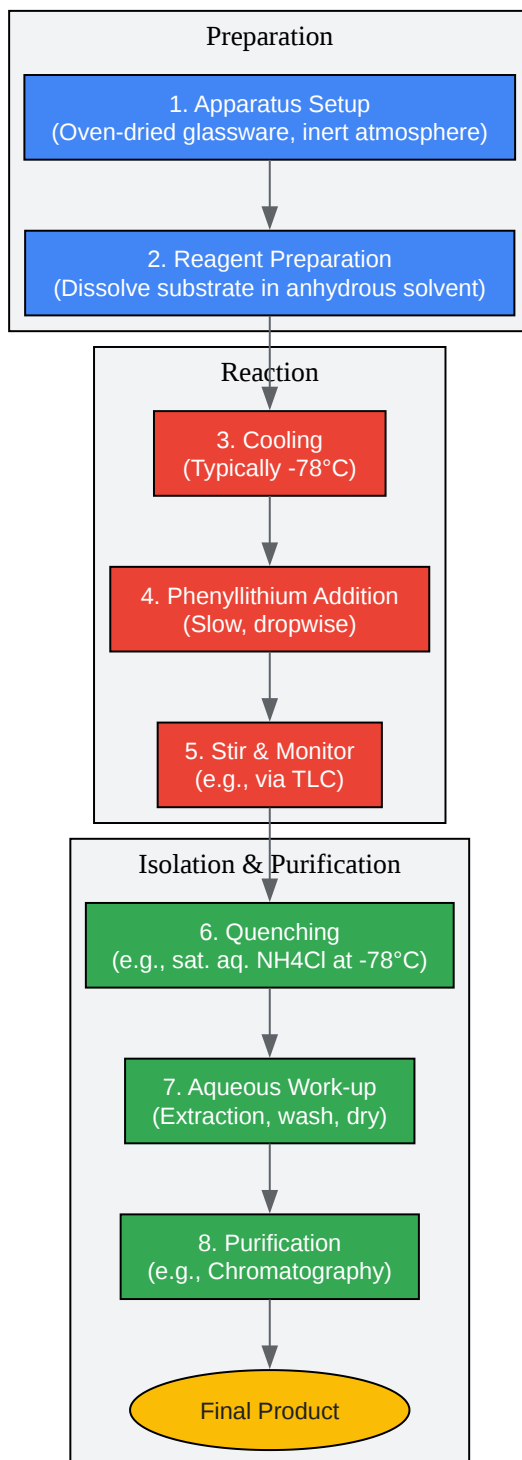 Preparation
1. Apparatus Setup
(Oven-dried glassware, inert atmosphere)
2. Reagent Preparation
(Dissolve substrate in anhydrous solvent)
Reaction
3. Cooling
(Typically -78°C)
4. Phenyllithium Addition
(Slow, dropwise)
5. Stir & Monitor
(e.g., via TLC)
Isolation & Purification
6. Quenching
(e.g., sat. aq. NH4Cl at -78°C)
7. Aqueous Work-up
(Extraction, wash, dry)
8. Purification
(e.g., Chromatography)
Final Product